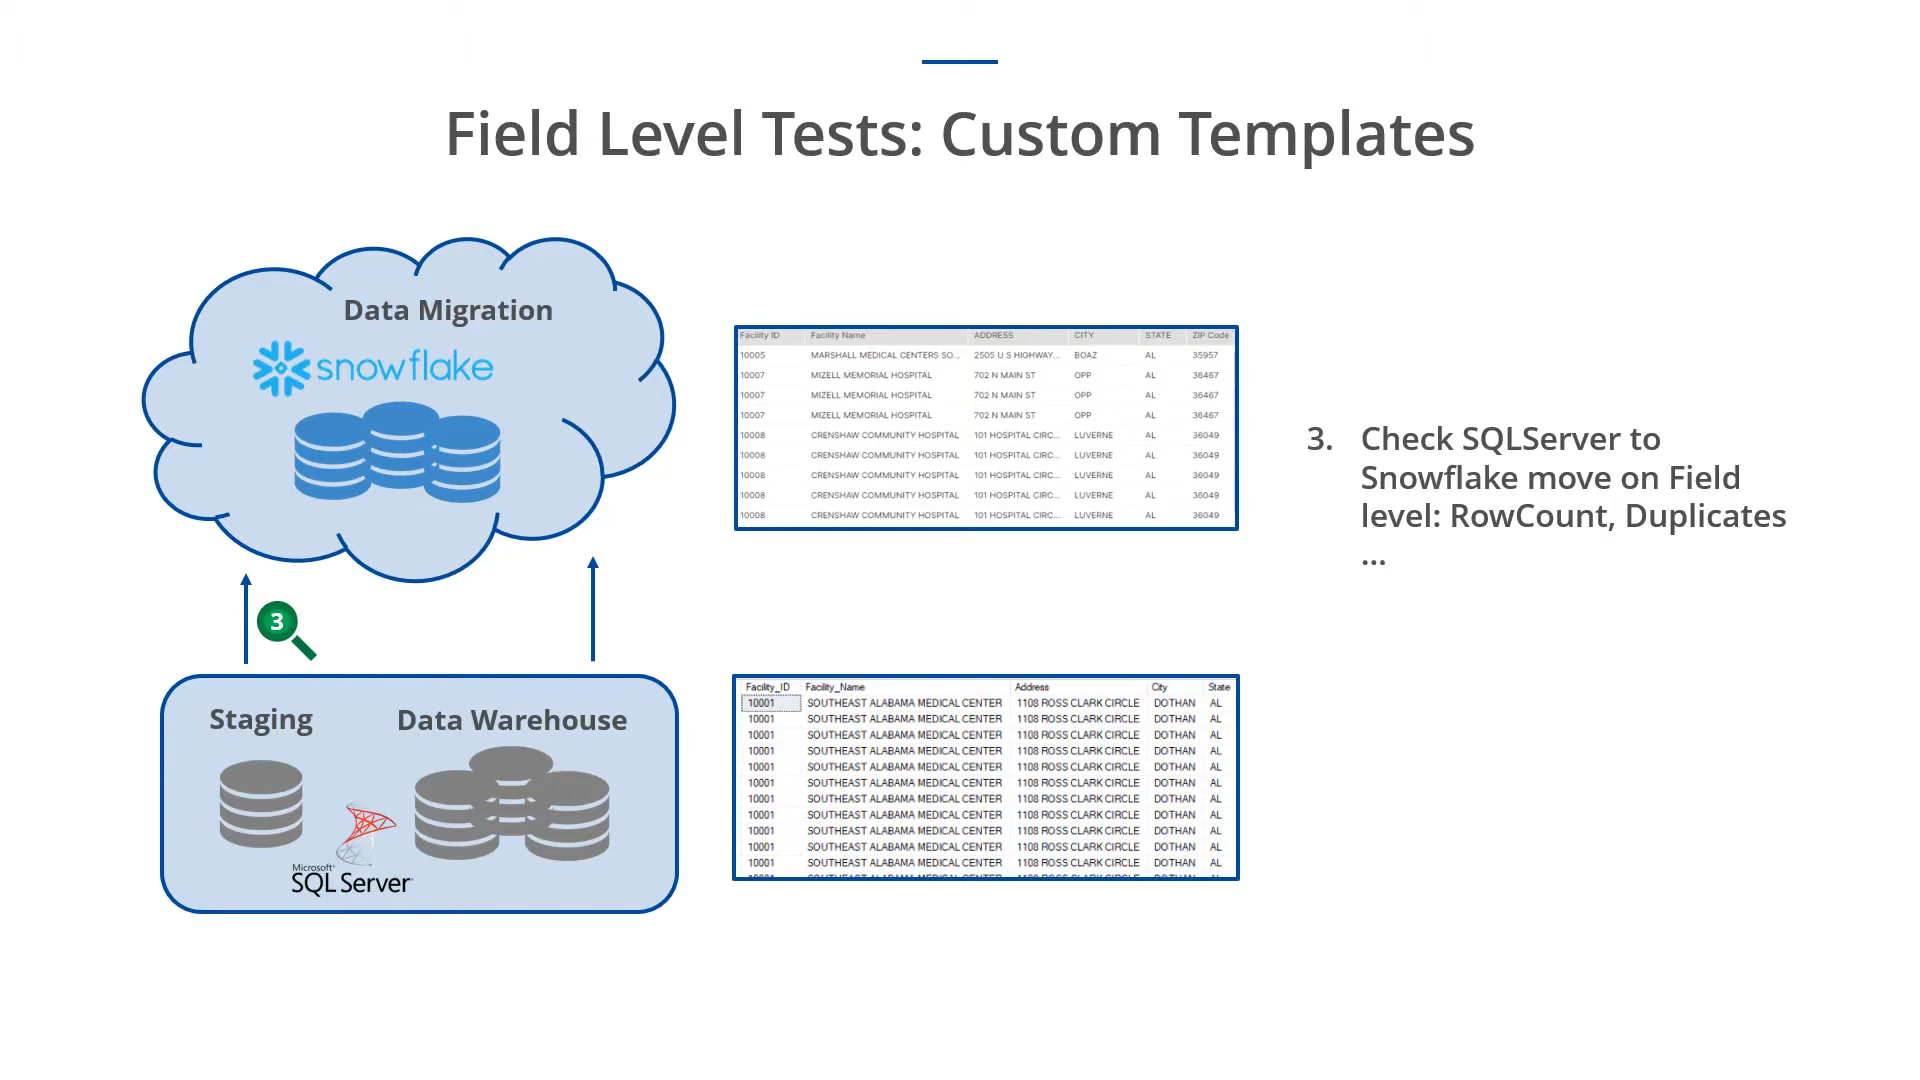 Field Level Tests: Custom Templates
Data Migration
snowflake
Facility ID Facility Name ADDRESS CITY STATE ZIP Code
10005 MARSHALL MEDICAL CENTERS SO... 2505 U S HIGHWAY... BOAZ AL 35957
10007 MIZELL MEMORIAL HOSPITAL 702 N MAIN ST OPP AL 36467
10007 MIZELL MEMORIAL HOSPITAL 702 N MAIN ST OPP AL 36467
10007 MIZELL MEMORIAL HOSPITAL 702 N MAIN ST OPP AL 36467
10008 CRENSHAW COMMUNITY HOSPITAL 101 HOSPITAL CIRC... LUVERNE AL 36049
10008 CRENSHAW COMMUNITY HOSPITAL 101 HOSPITAL CIRC... LUVERNE AL 36049
10008 CRENSHAW COMMUNITY HOSPITAL 101 HOSPITAL CIRC... LUVERNE AL 36049
10008 CRENSHAW COMMUNITY HOSPITAL 101 HOSPITAL CIRC... LUVERNE AL 36049
10008 CRENSHAW COMMUNITY HOSPITAL 101 HOSPITAL CIRC... LUVERNE AL 36049
3. Check SQLServer to
Snowflake move on Field
level: RowCount, Duplicates
...
3
Staging
Data Warehouse
Microsoft
SQL Server
Facility_ID Facility_Name Address City State
10001 SOUTHEAST ALABAMA MEDICAL CENTER 1108 ROSS CLARK CIRCLE DOTHAN AL
10001 SOUTHEAST ALABAMA MEDICAL CENTER 1108 ROSS CLARK CIRCLE DOTHAN AL
10001 SOUTHEAST ALABAMA MEDICAL CENTER 1108 ROSS CLARK CIRCLE DOTHAN AL
10001 SOUTHEAST ALABAMA MEDICAL CENTER 1108 ROSS CLARK CIRCLE DOTHAN AL
10001 SOUTHEAST ALABAMA MEDICAL CENTER 1108 ROSS CLARK CIRCLE DOTHAN AL
10001 SOUTHEAST ALABAMA MEDICAL CENTER 1108 ROSS CLARK CIRCLE DOTHAN AL
10001 SOUTHEAST ALABAMA MEDICAL CENTER 1108 ROSS CLARK CIRCLE DOTHAN AL
10001 SOUTHEAST ALABAMA MEDICAL CENTER 1108 ROSS CLARK CIRCLE DOTHAN AL
10001 SOUTHEAST ALABAMA MEDICAL CENTER 1108 ROSS CLARK CIRCLE DOTHAN AL
10001 SOUTHEAST ALABAMA MEDICAL CENTER 1108 ROSS CLARK CIRCLE DOTHAN AL
10001 SOUTHEAST ALABAMA MEDICAL CENTER 1108 ROSS CLARK CIRCLE DOTHAN AL